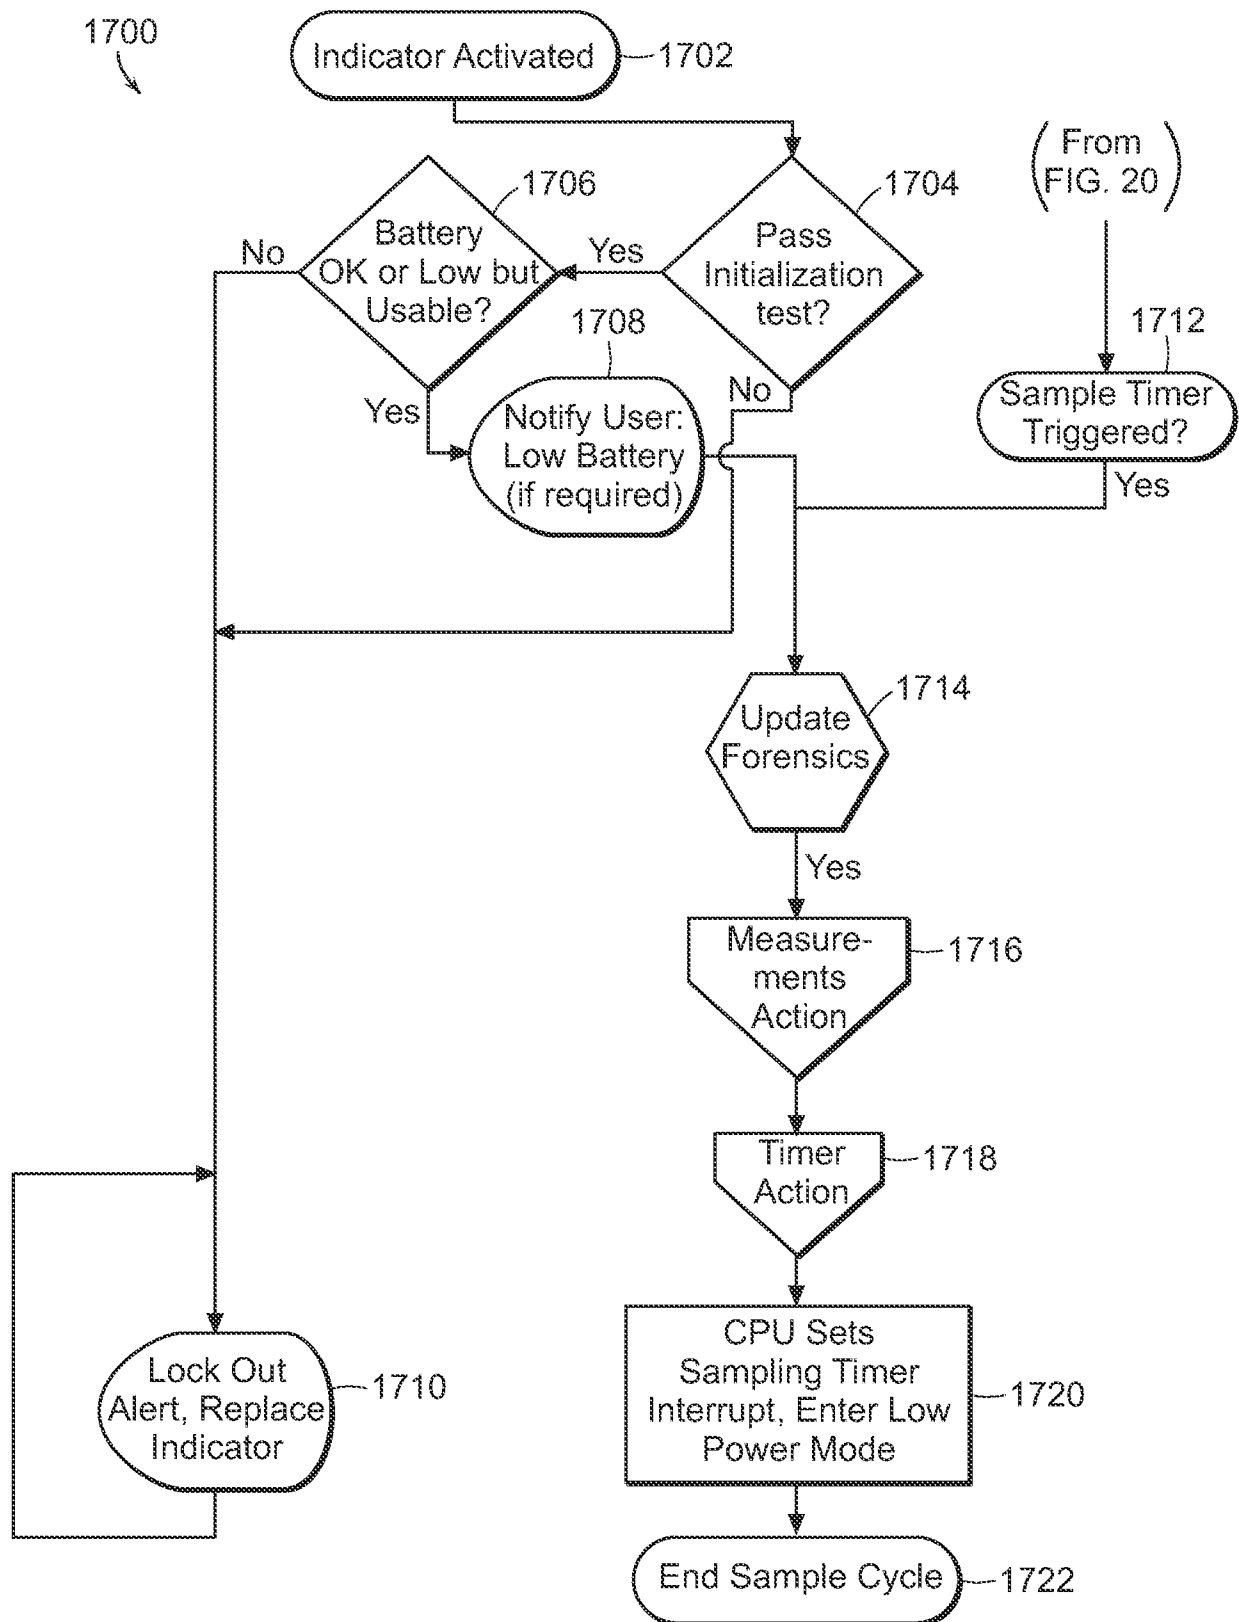 1700
Indicator Activated
1702
(From
FIG. 20)
1706
1704
Battery
OK or Low but
Usable?
No
Yes
Pass
Initialization
test?
1708
1712
Yes
No
Notify User:
Low Battery
(if required)
Sample Timer
Triggered?
Yes
1714
Update
Forensics
Yes
Measure-
ments
Action
1716
Timer
Action
1718
Lock Out
Alert, Replace
Indicator
1710
CPU Sets
Sampling Timer
Interrupt, Enter Low
Power Mode
1720
End Sample Cycle
1722